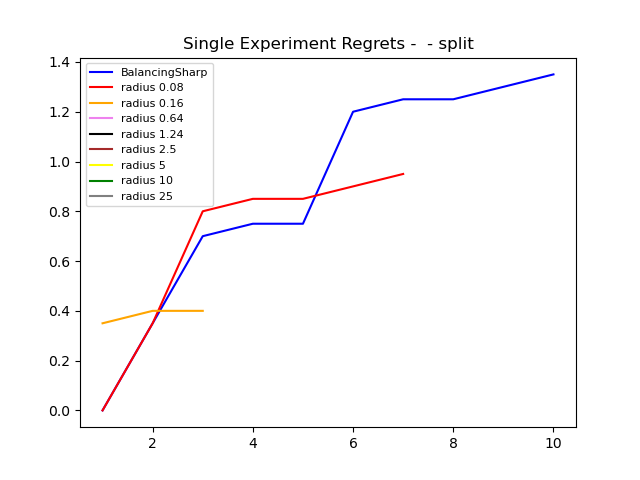 Single Experiment Regrets -  - split
BalancingSharp
radius 0.08
radius 0.16
radius 0.64
radius 1.24
radius 2.5
radius 5
radius 10
radius 25
1.4
1.2
1.0
0.8
0.6
0.4
0.2
0.0
2 4 6 8 10